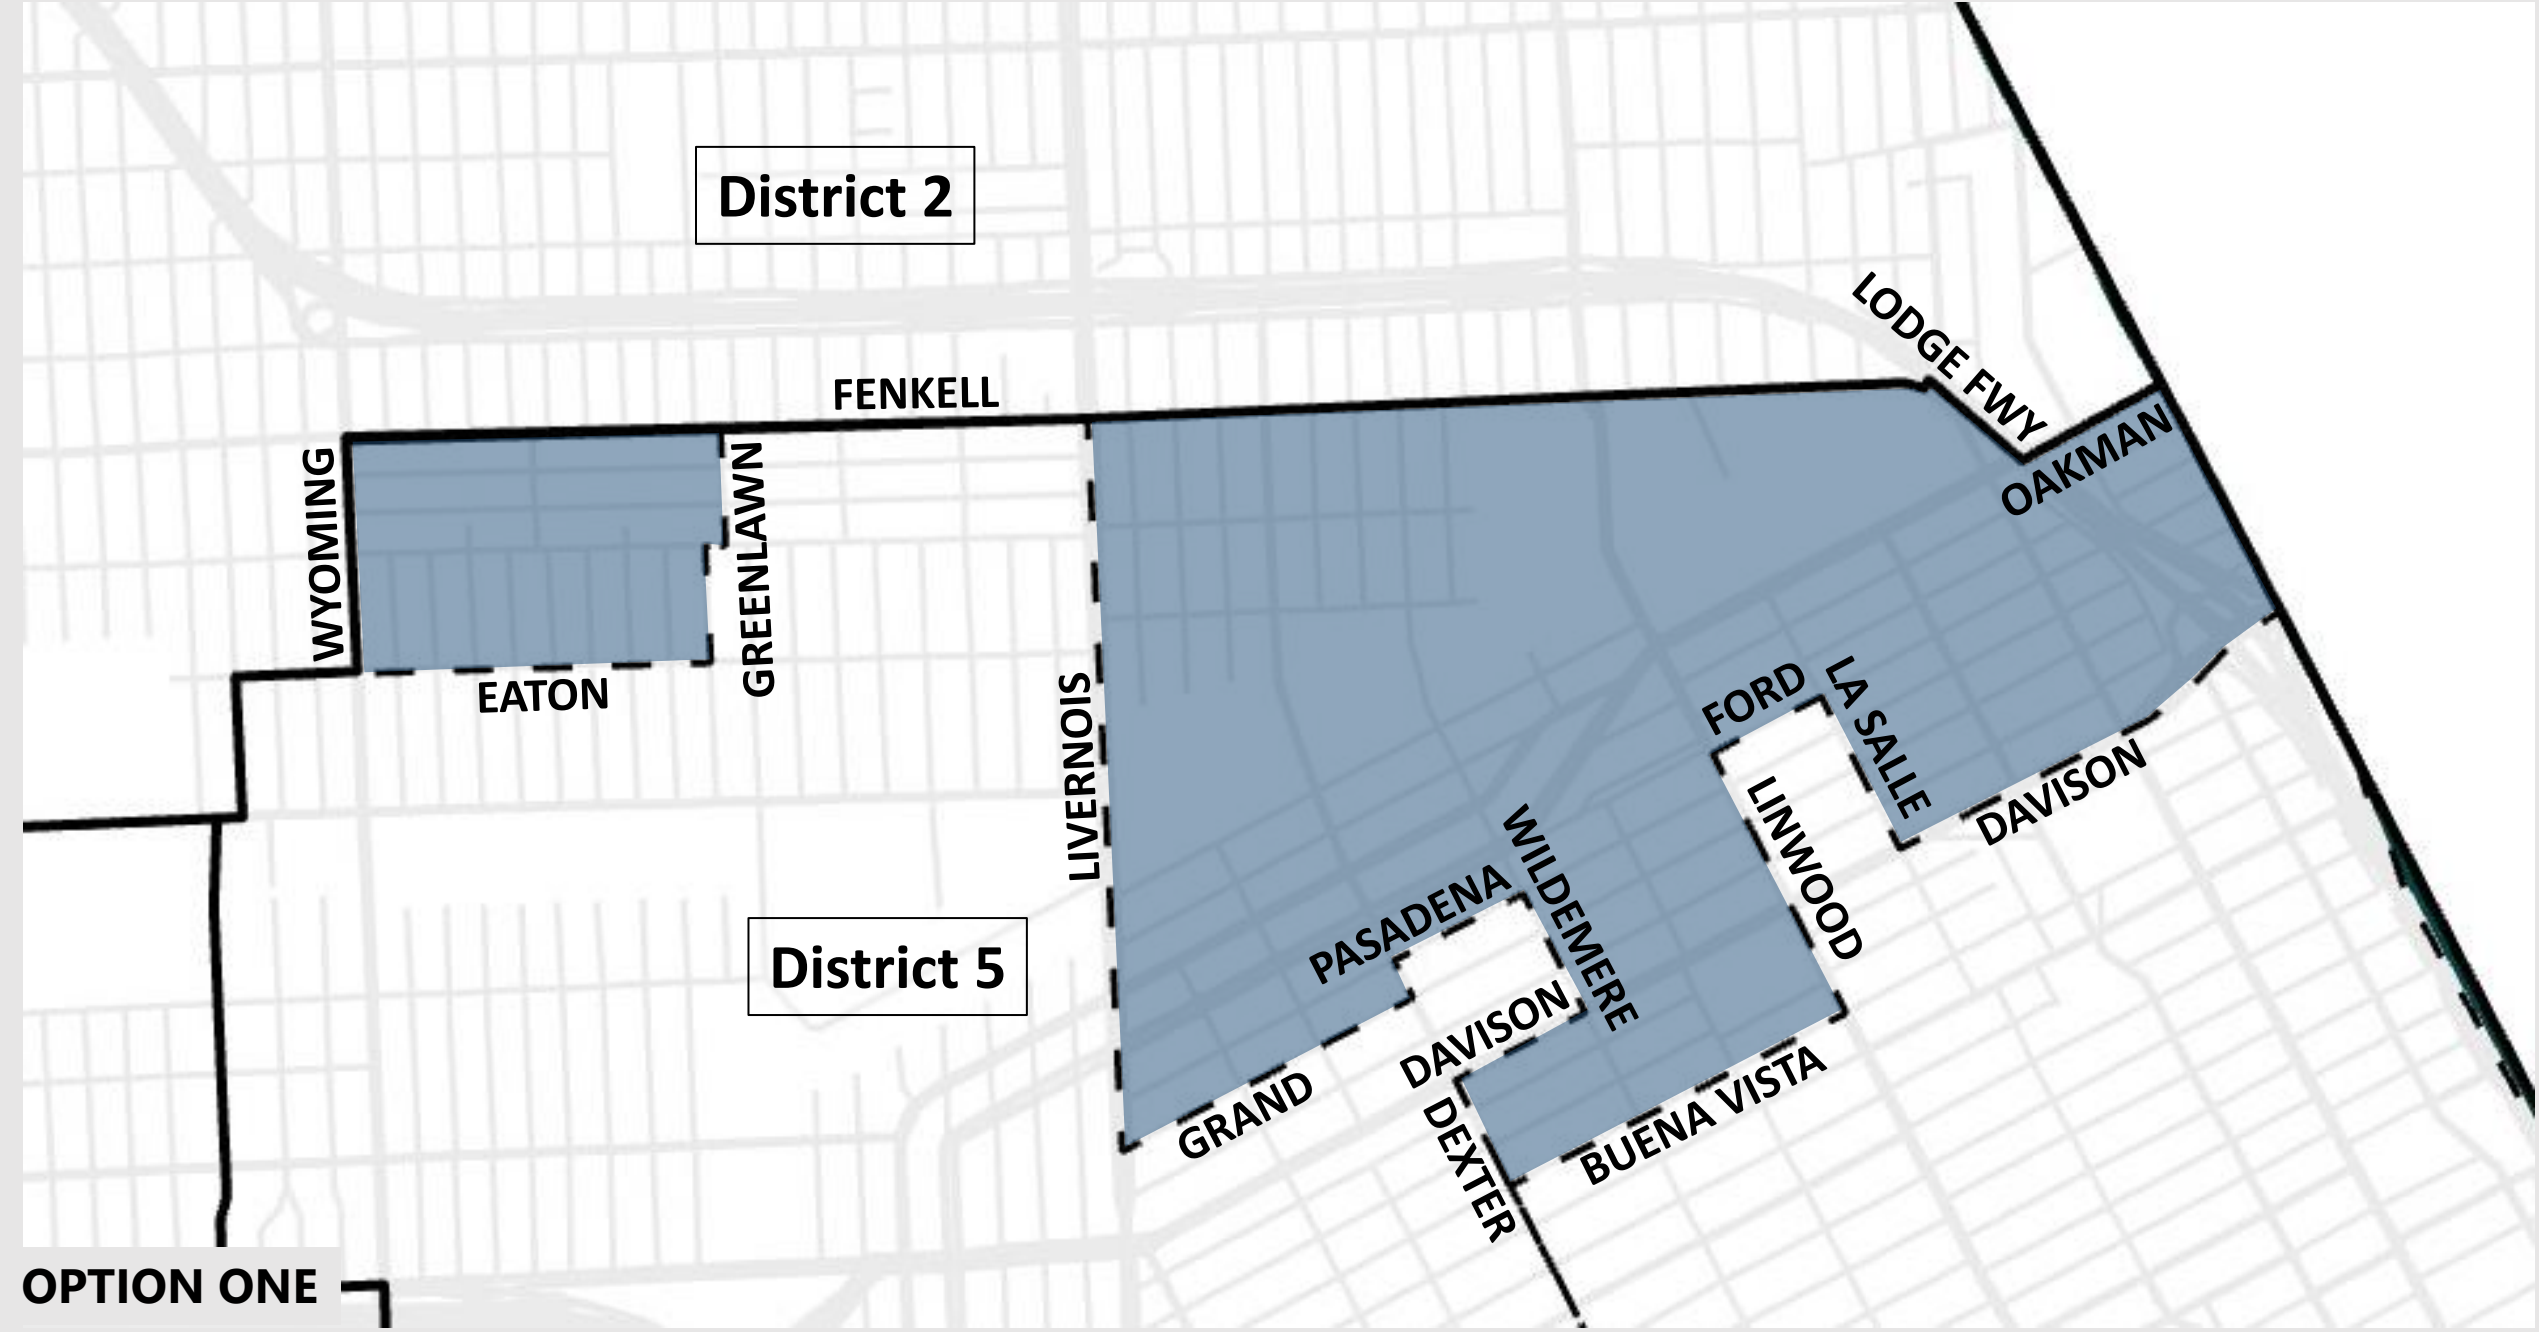 District 2
LODGE FWY
FENKELL
OAKMAN
WYOMING
GREENLAWN
EATON
LIVERNOIS
FORD
LA SALLE
LINWOOD
DAVISON
WILDEMERE
PASADENA
District 5
DAVISON
GRAND
BUENA VISTA
DEXTER
OPTION ONE